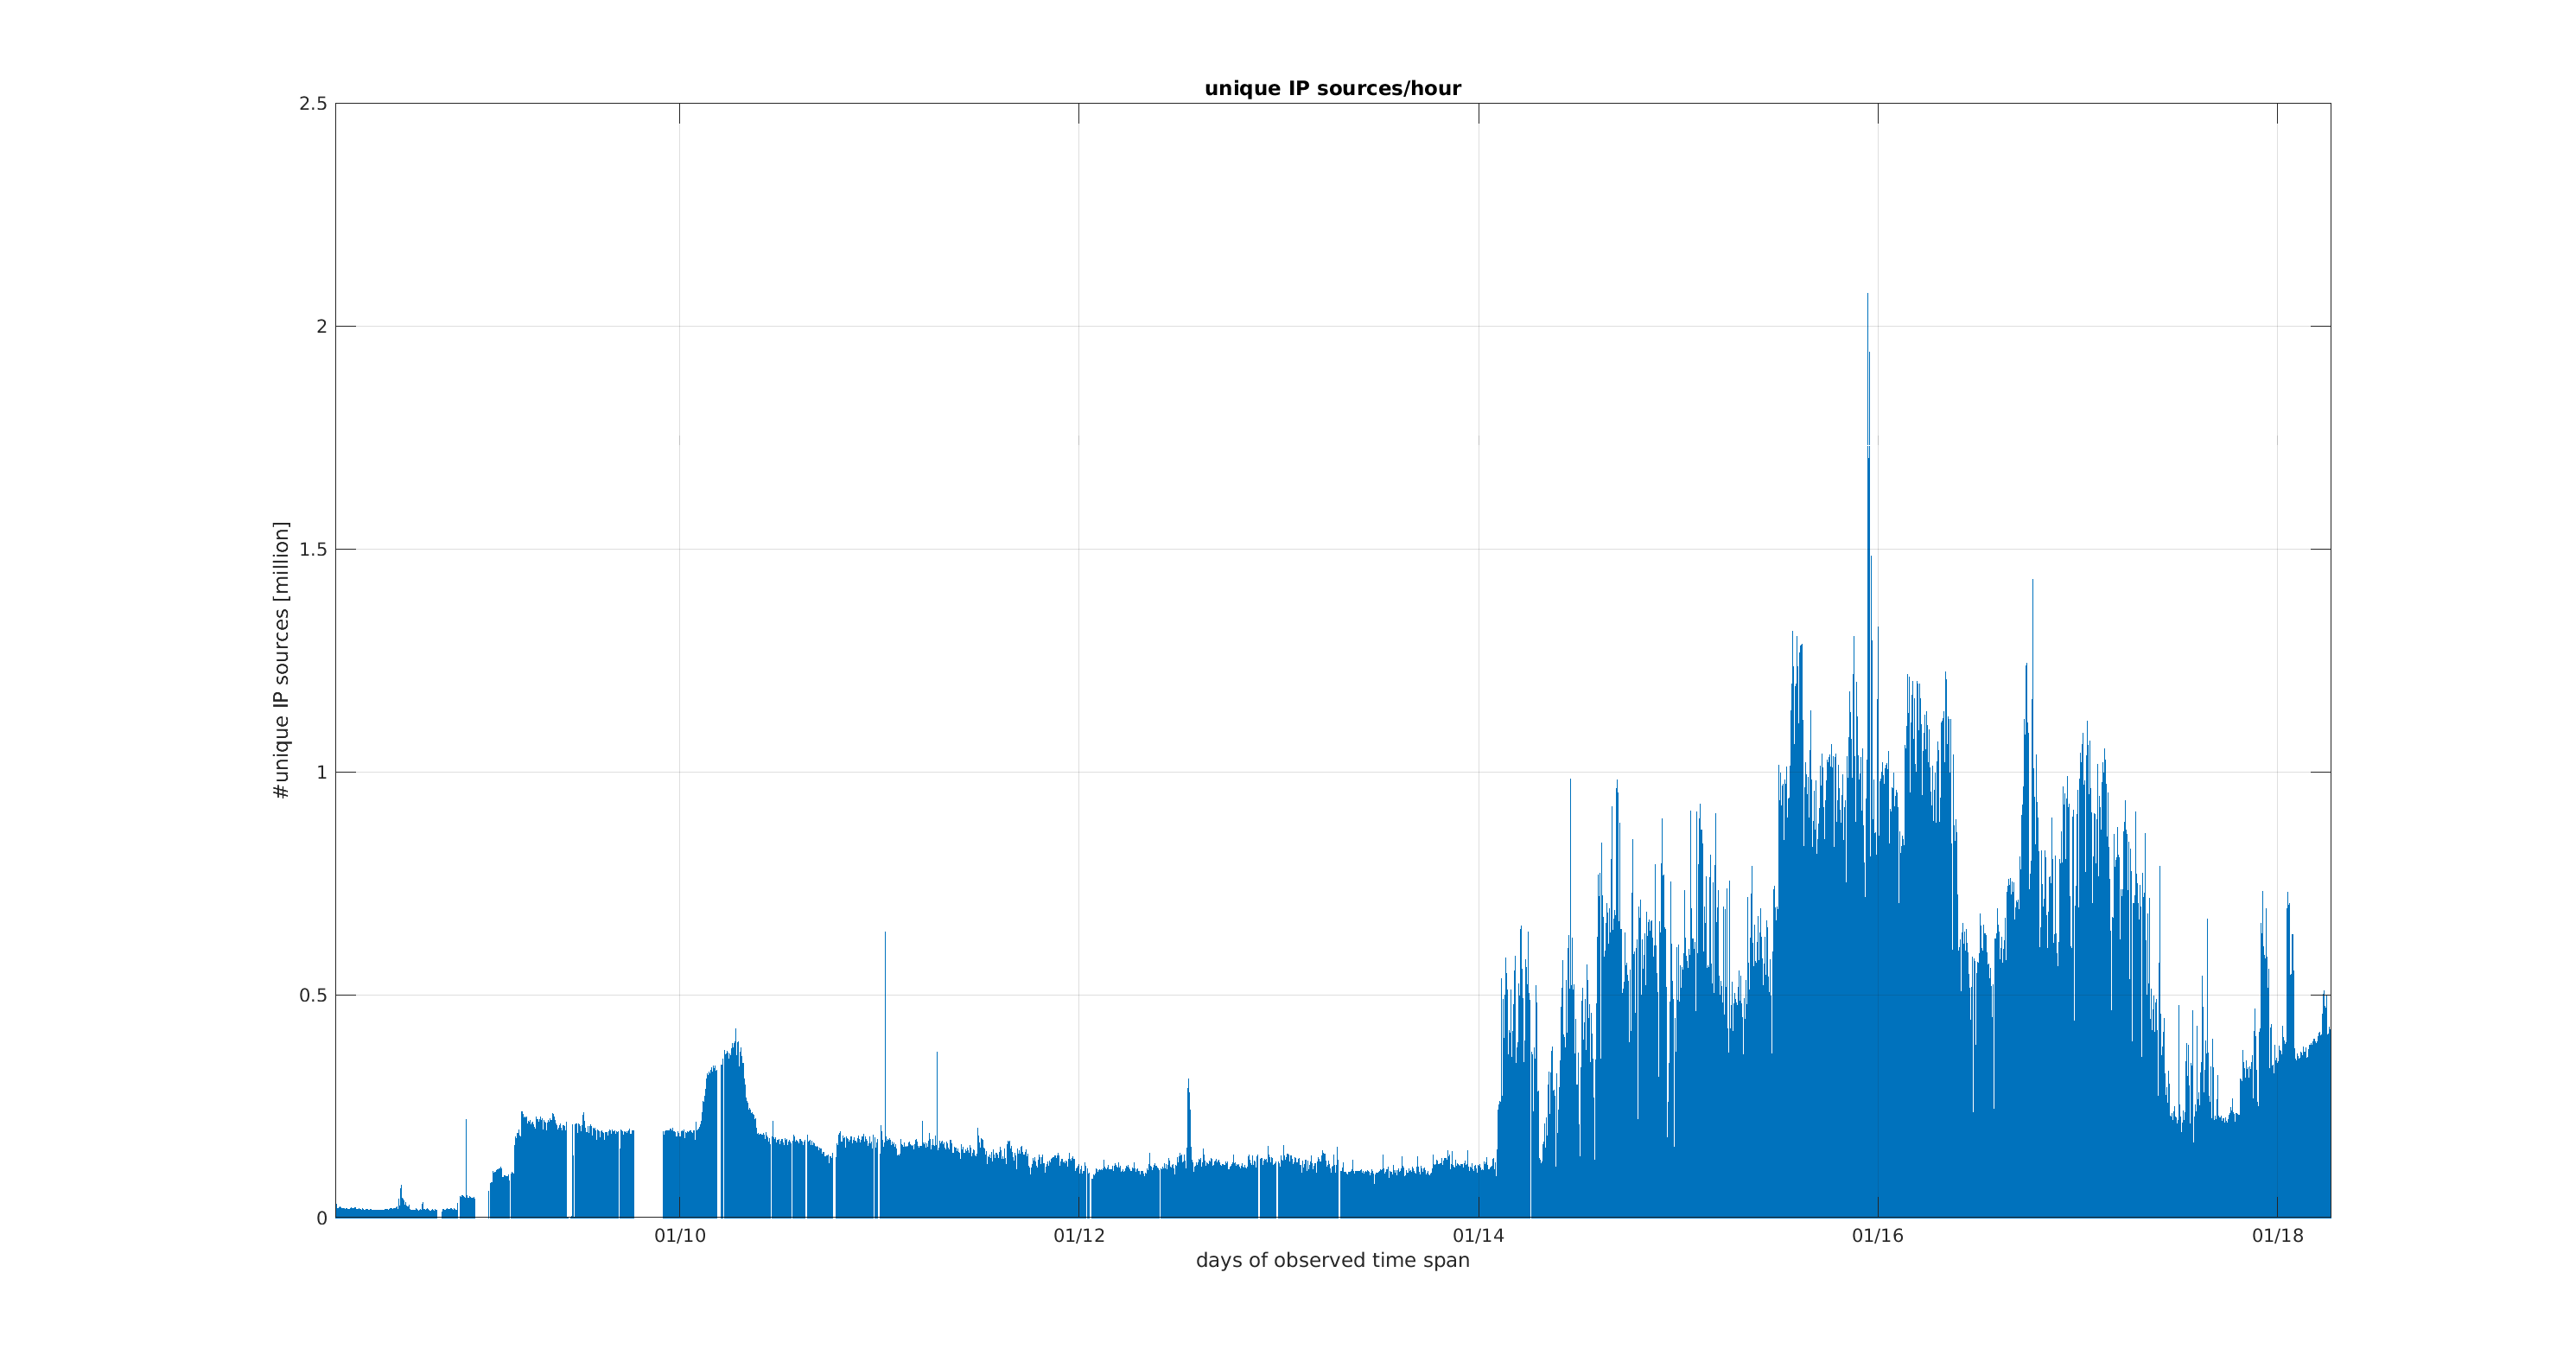 unique IP sources/hour
2.5
2
1.5
1
0.5
0
#unique IP sources [million]
01/10 01/12 01/14 01/16 01/18
days of observed time span